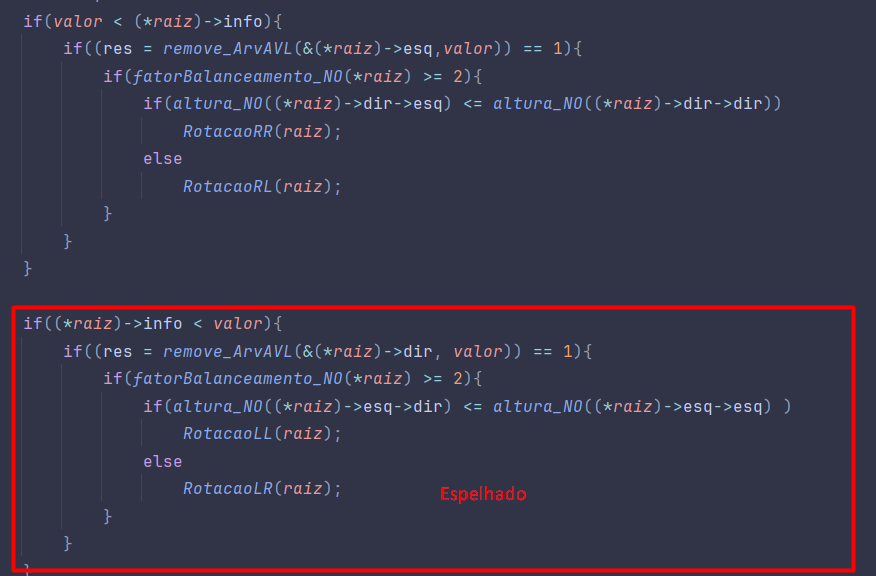 if(valor < (*raiz)->info){
if((res = remove_ArvAVL(&(*raiz)->esq,valor)) == 1){
if(fatorBalanceamento_NO(*raiz) >= 2){
if(altura_NO((*raiz)->dir->esq) <= altura_NO((*raiz)->dir->dir))
RotacaoRR(raiz);
else
RotacaoRL(raiz);
}
}
}
if((*raiz)->info < valor){
if((res = remove_ArvAVL(&(*raiz)->dir, valor)) == 1){
if(fatorBalanceamento_NO(*raiz) >= 2){
if(altura_NO((*raiz)->esq->dir) <= altura_NO((*raiz)->esq->esq) )
RotacaoLL(raiz);
else
RotacaoLR(raiz);
Espelhado
}
}
}